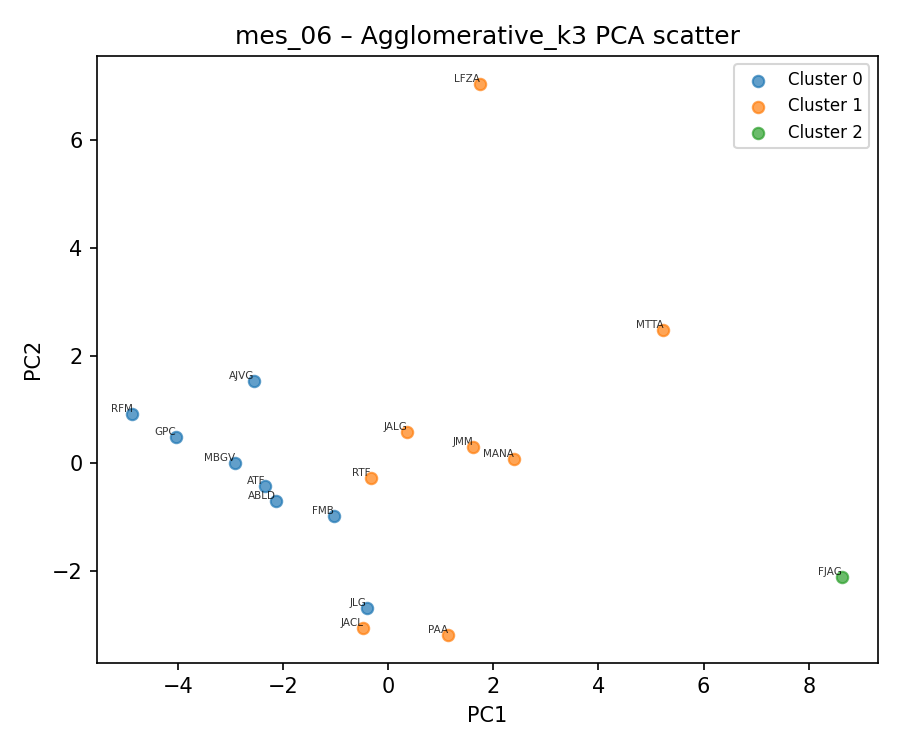 mes_06 – Agglomerative_k3 PCA scatter
Cluster 0
Cluster 1
Cluster 2
LFZA
MTTA
AJVG
RFM
GPC
JALG
JMM
MANA
MBGV
RTF
ATF
ABLD
FMB
FJAG
JLG
JACL
PAA
6
4
2
0
−2
−4
−2
0
2
4
6
8
PC2
PC1